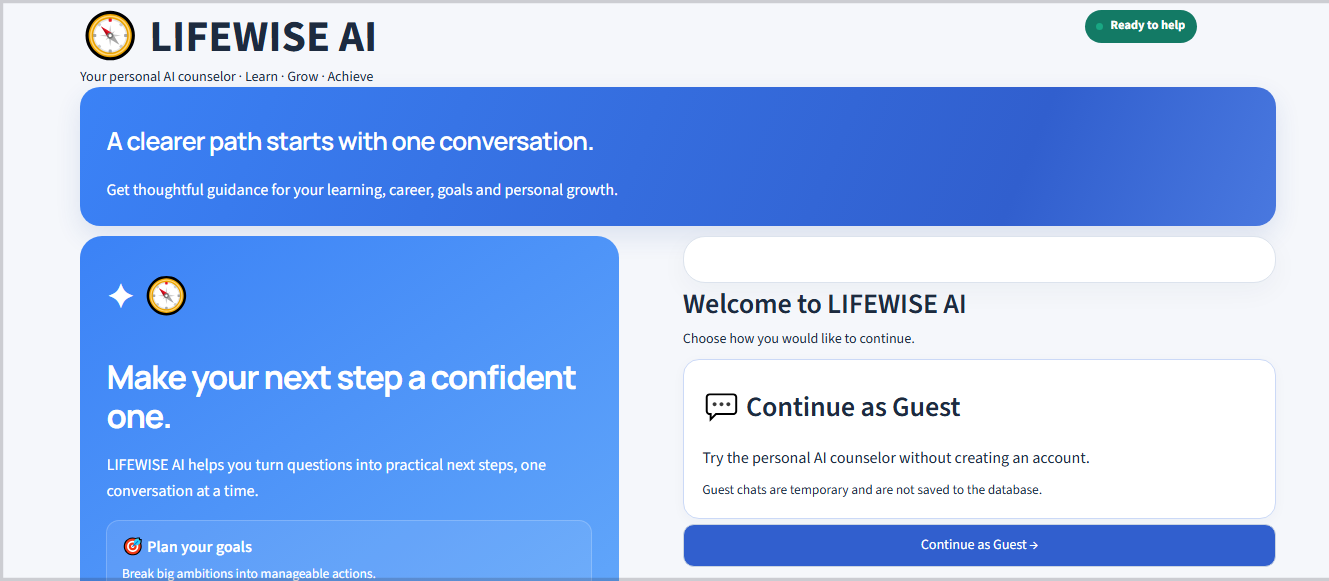 LIFEWISE AI
Ready to help
Your personal AI counselor · Learn · Grow · Achieve
A clearer path starts with one conversation.
Get thoughtful guidance for your learning, career, goals and personal growth.
Make your next step a confident
one.
LIFEWISE AI helps you turn questions into practical next steps, one
conversation at a time.
Plan your goals
Break big ambitions into manageable actions.
Welcome to LIFEWISE AI
Choose how you would like to continue.
Continue as Guest
Try the personal AI counselor without creating an account.
Guest chats are temporary and are not saved to the database.
Continue as Guest →